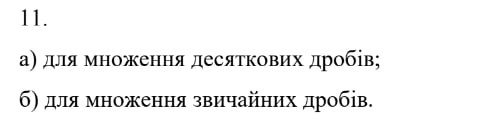 11.
а) для множення десяткових дробів;
б) для множення звичайних дробів.